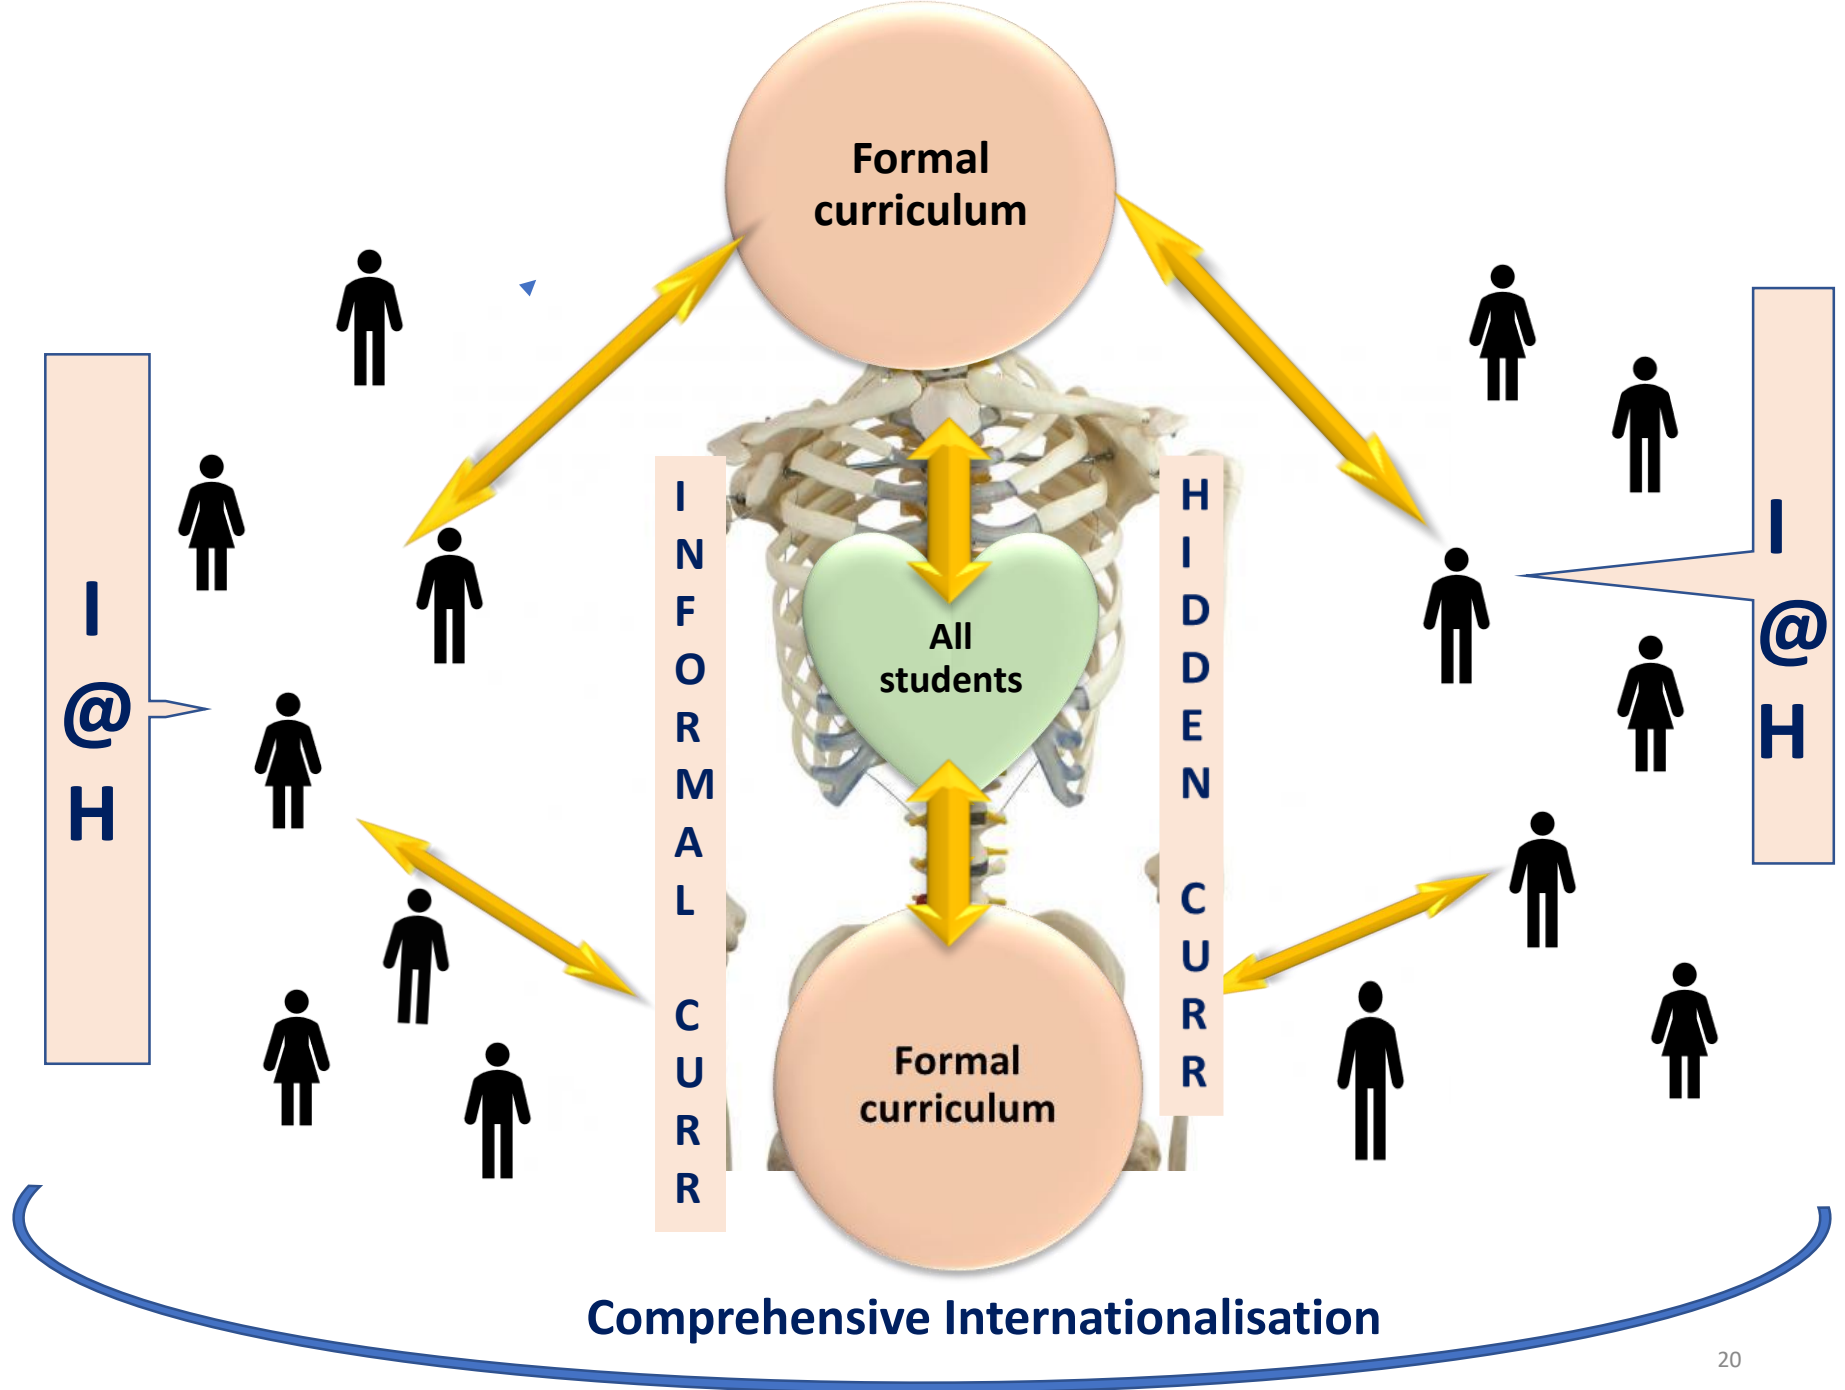 Formal
curriculum
I
@
H
INFORMAL CURR
All
students
HIDDEN CURR
I
@
H
Formal
curriculum
Comprehensive Internationalisation
20